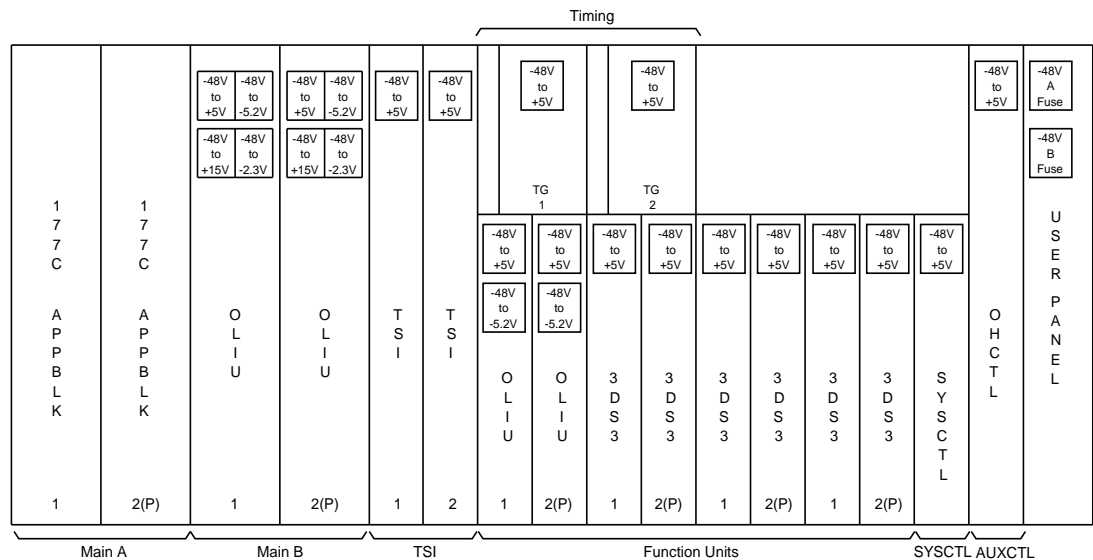 Timing
-48V to +5V
-48V to -5.2V
-48V to +5V
-48V to -5.2V
-48V to +5V
-48V to +5V
-48V to +5V
-48V to +5V
-48V to +5V
-48V A Fuse
-48V to +15V
-48V to -2.3V
-48V to +15V
-48V to -2.3V
-48V B Fuse
TG 1
TG 2
-48V to +5V
-48V to +5V
-48V to +5V
-48V to +5V
-48V to +5V
-48V to +5V
-48V to +5V
-48V to +5V
-48V to +5V
-48V to -5.2V
-48V to -5.2V
177C APPBLK
177C APPBLK
OLIU
OLIU
TSI
TSI
OLIU
OLIU
3DS3
3DS3
3DS3
3DS3
3DS3
3DS3
SYSCTL
OHCTL
USER PANEL
1
2(P)
1
2(P)
1
2
1
2(P)
1
2(P)
1
2(P)
1
2(P)
Main A
Main B
TSI
Function Units
SYSCTL
AUXCTL